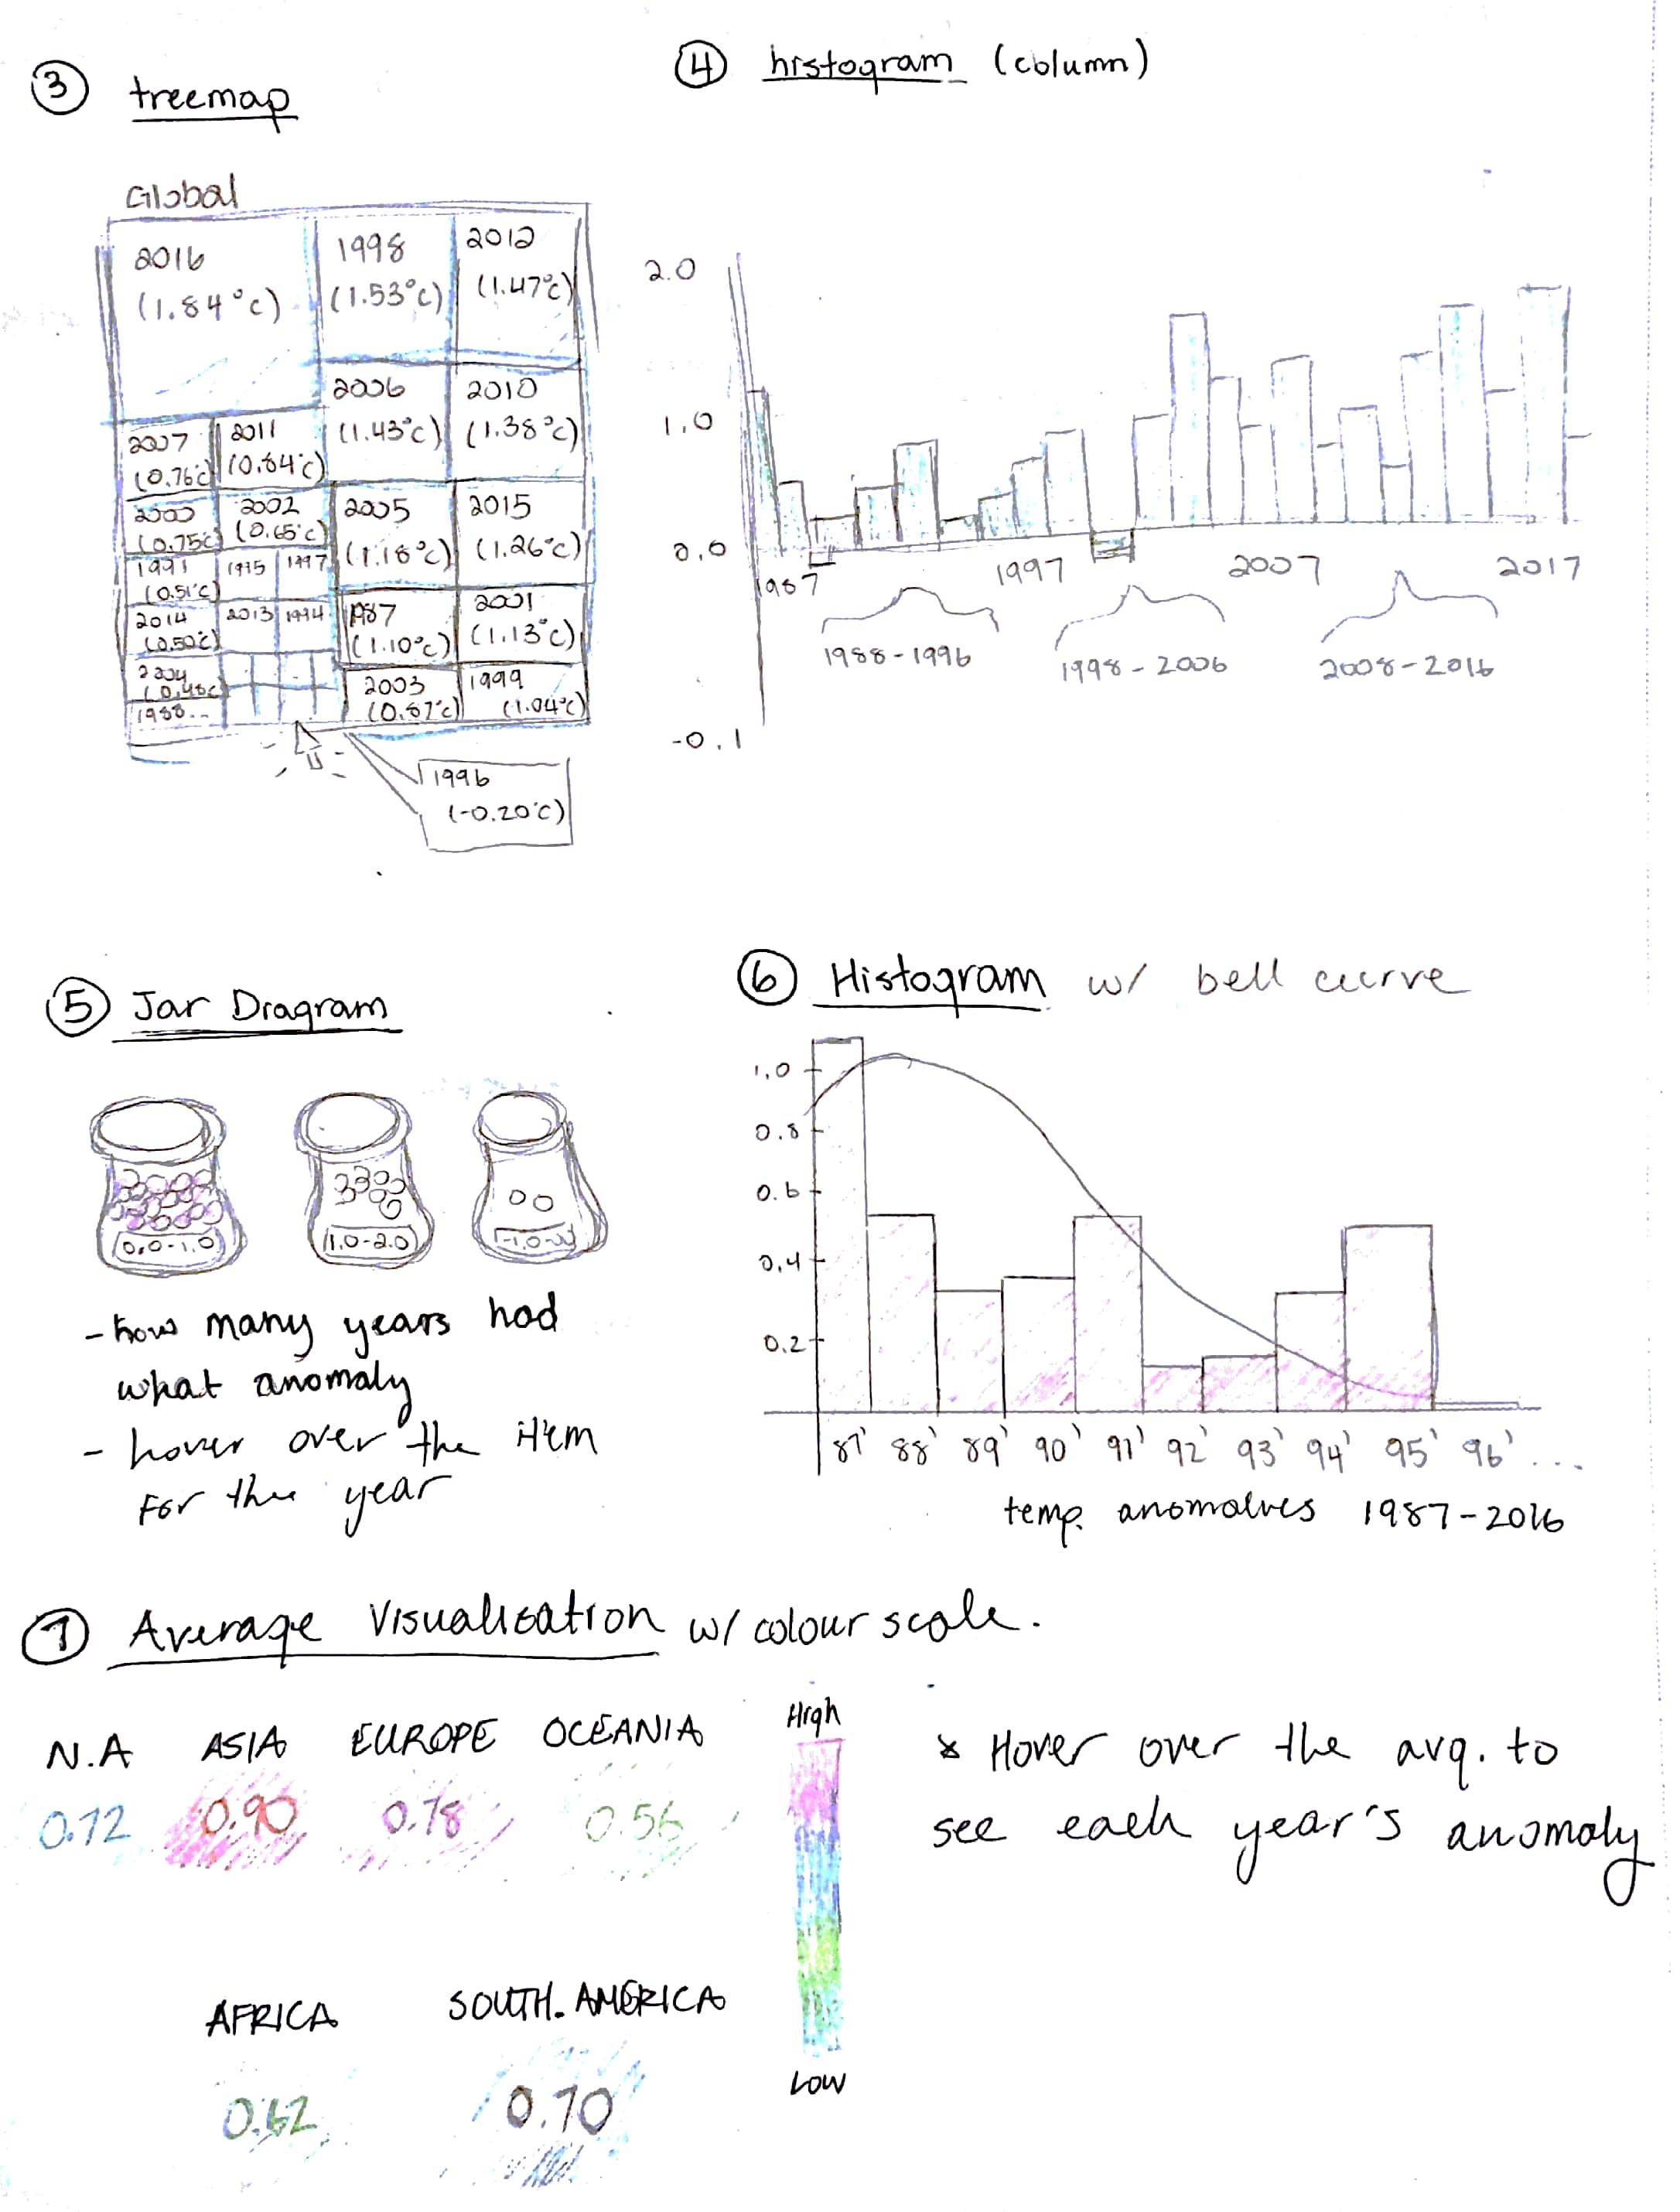 3 treemap
Global
2016
(1.84°c)
1998
(1.53°c)
2012
(1.47°c)
2006
(1.43°c)
2010
(1.38°c)
2007
(0.76°c)
2011
(0.84°c)
2000
(0.75c)
2002
(0.65°c)
2005
(1.18°c)
2015
(1.26°c)
1991
(0.51°c)
1995
1997
2014
(0.50°c)
2013
1994
1987
(1.10°c)
2001
(1.13°c)
2004
(0.48c)
1988...
2003
(0.87°c)
1999
(1.04°c)
1996
(-0.20°c)
4 histogram (column)
2.0
1.0
0.0
-0.1
1987
1997
2007
2017
1988-1996
1998-2006
2008-2016
5 Jar Diagram
0.0-1.0
1.0-2.0
- how many years had
what anomaly
- hover over the item
For the year
6 Histogram w/ bell curve
1.0
0.8
0.6
0.4
0.2
87' 88' 89' 90' 91' 92' 93' 94' 95' 96' ...
temp. anomalies 1987-2016
7 Average Visualisation w/ colour scale.
N.A ASIA EUROPE OCEANIA
0.72 0.90 0.78 0.56
AFRICA SOUTH. AMERICA
0.62 0.70
High
Low
* Hover over the avg. to
see each year's anomaly